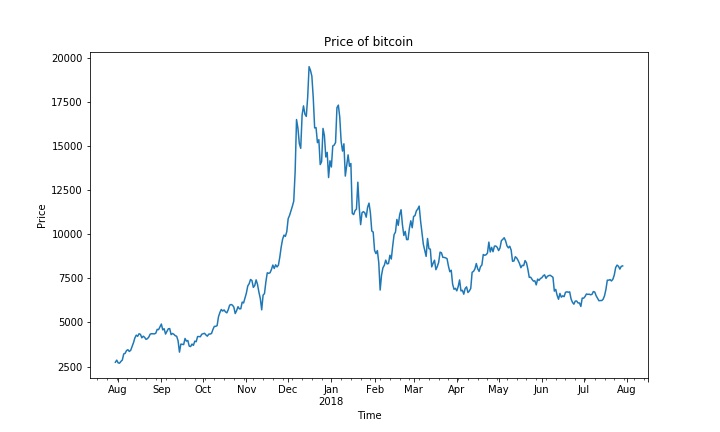 Price of bitcoin
20000
17500
15000
12500
10000
7500
5000
2500
Price
Aug Sep Oct Nov Dec Jan Feb Mar Apr May Jun Jul Aug
2018
Time